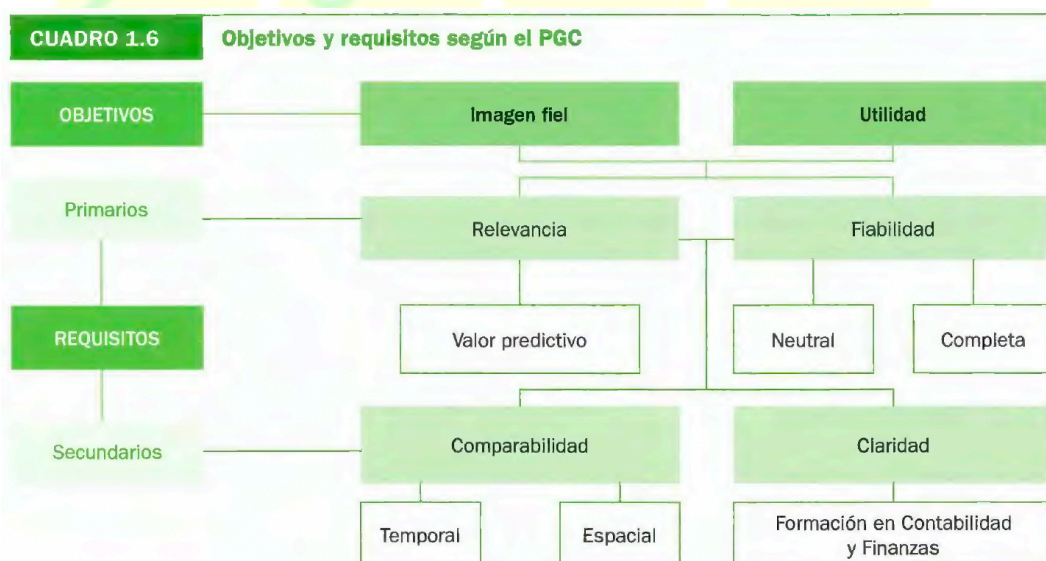 CUADRO 1.6 Objetivos y requisitos según el PGC
OBJETIVOS
Imagen fiel
Utilidad
Primarios
Relevancia
Fiabilidad
REQUISITOS
Valor predictivo
Neutral
Completa
Secundarios
Comparabilidad
Claridad
Temporal
Espacial
Formación en Contabilidad
y Finanzas